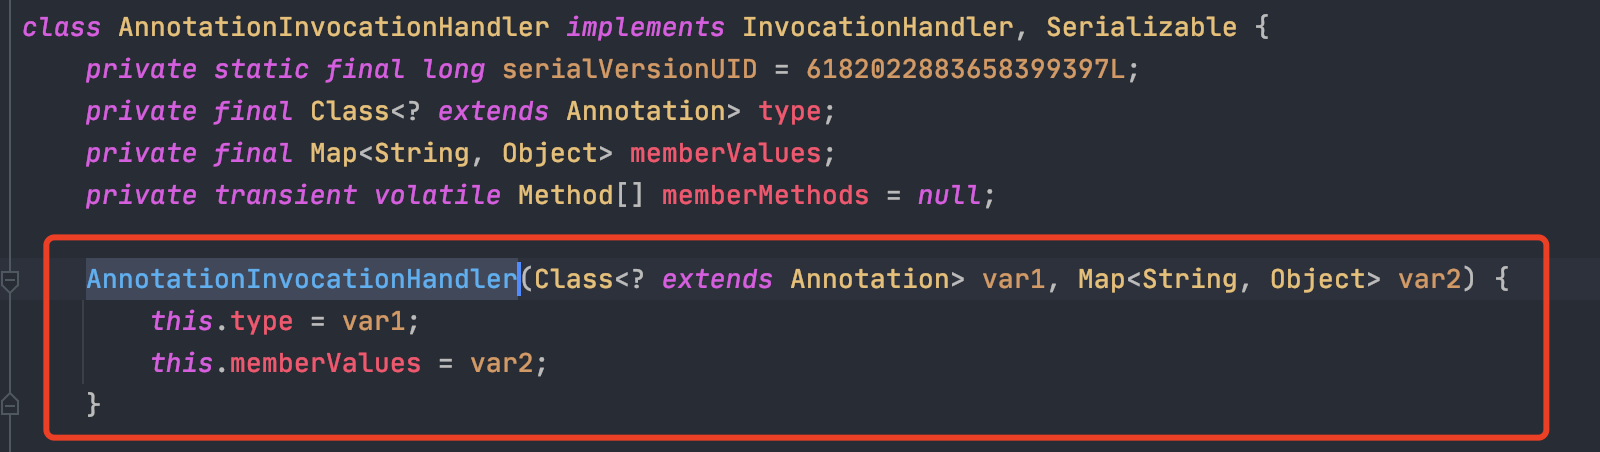 class AnnotationInvocationHandler implements InvocationHandler, Serializable {
private static final long serialVersionUID = 6182022883658399397L;
private final Class<? extends Annotation> type;
private final Map<String, Object> memberValues;
private transient volatile Method[] memberMethods = null;
AnnotationInvocationHandler(Class<? extends Annotation> var1, Map<String, Object> var2) {
this.type = var1;
this.memberValues = var2;
}